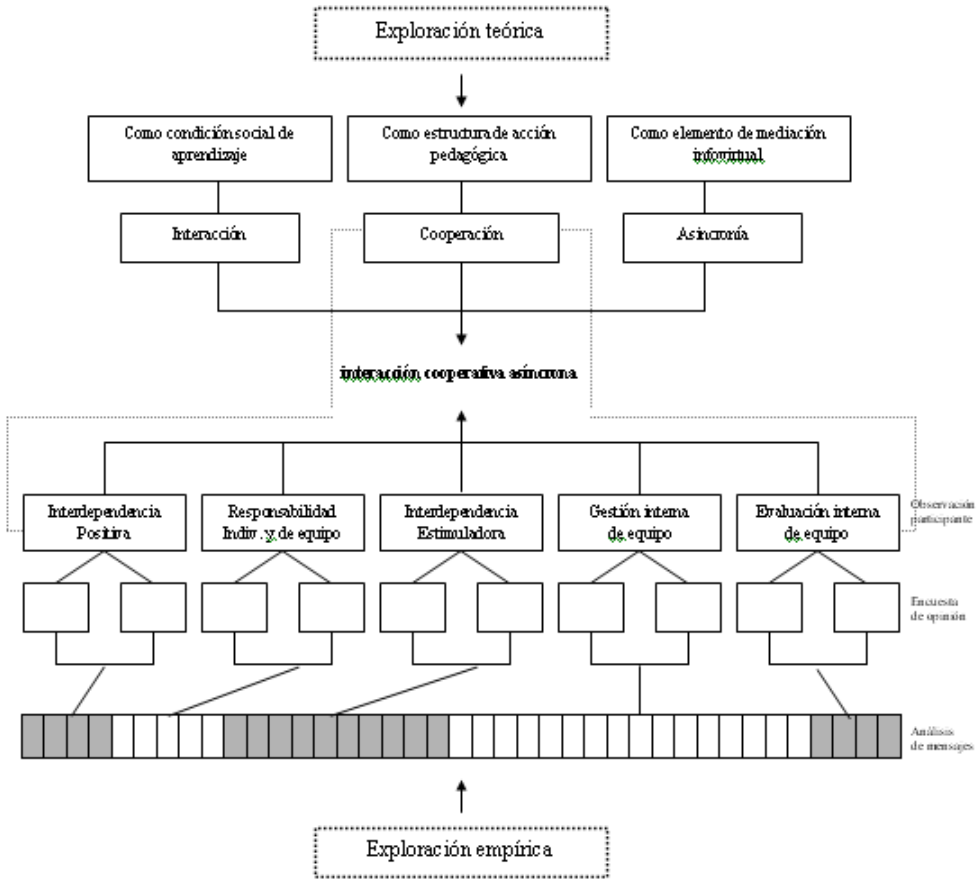 Exploración teórica
Como condición social de
aprendizaje
Como estructura de acción
pedagógica
Como elemento de mediación
infovirtual
Interacción
Cooperación
Asincronía
interacción cooperativa asíncrona
Interdependencia
Positiva
Responsabilidad
Indiv. y de equipo
Interdependencia
Estimuladora
Gestión interna
de equipo
Evaluación interna
de equipo
Observación
participante
Encuesta
de opinión
Análisis
de mensajes
Exploración empírica